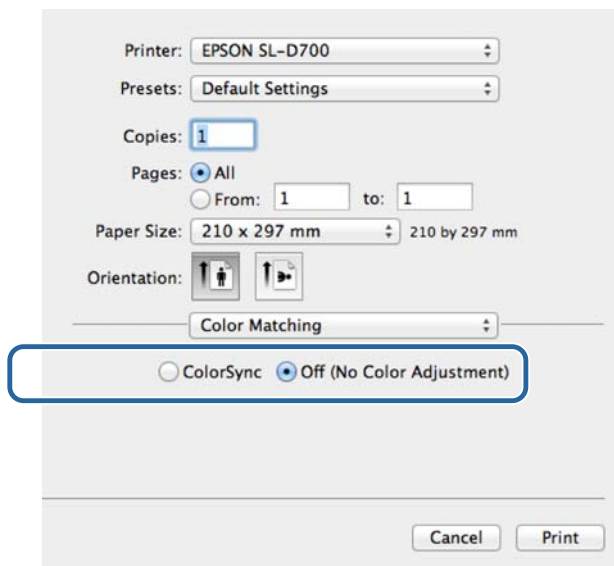 Printer: EPSON SL-D700
Presets: Default Settings
Copies: 1
Pages: All
From: 1 to: 1
Paper Size: 210 x 297 mm 210 by 297 mm
Orientation:
Color Matching
ColorSync Off (No Color Adjustment)
Cancel Print